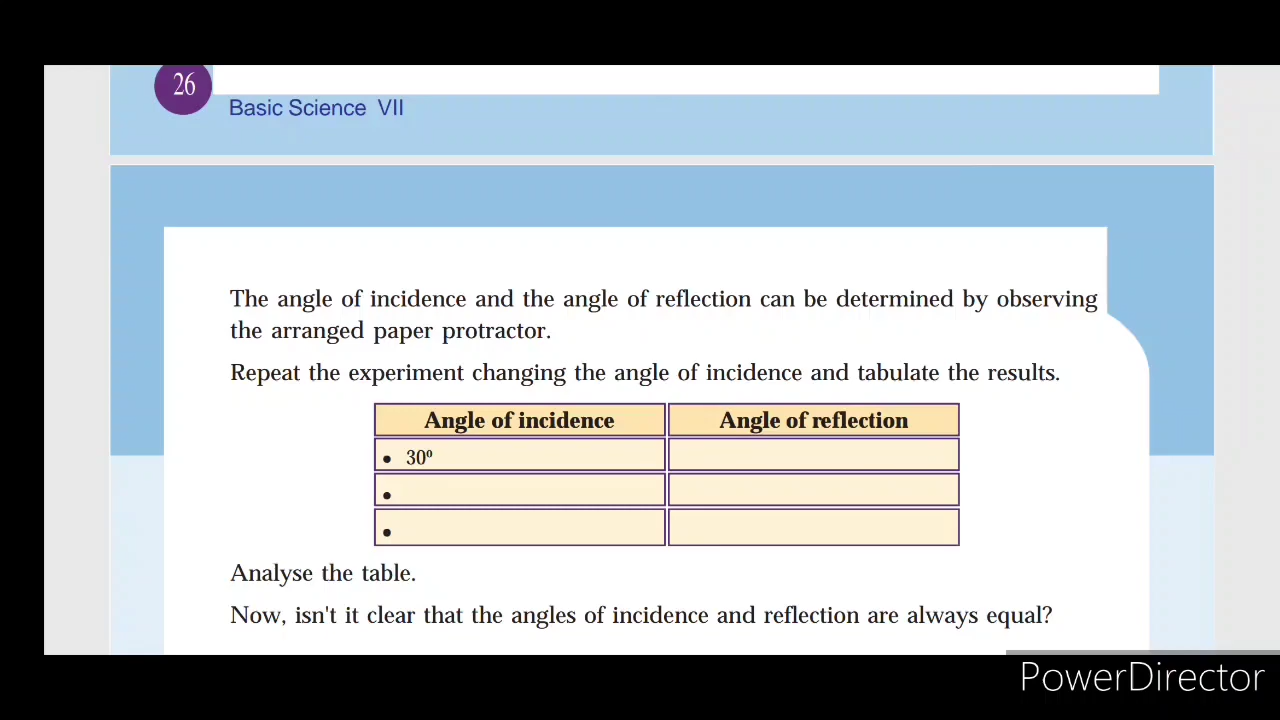 26
Basic Science VII
The angle of incidence and the angle of reflection can be determined by observing
the arranged paper protractor.
Repeat the experiment changing the angle of incidence and tabulate the results.
Angle of incidence Angle of reflection
• 30º
•
•
Analyse the table.
Now, isn't it clear that the angles of incidence and reflection are always equal?
PowerDirector